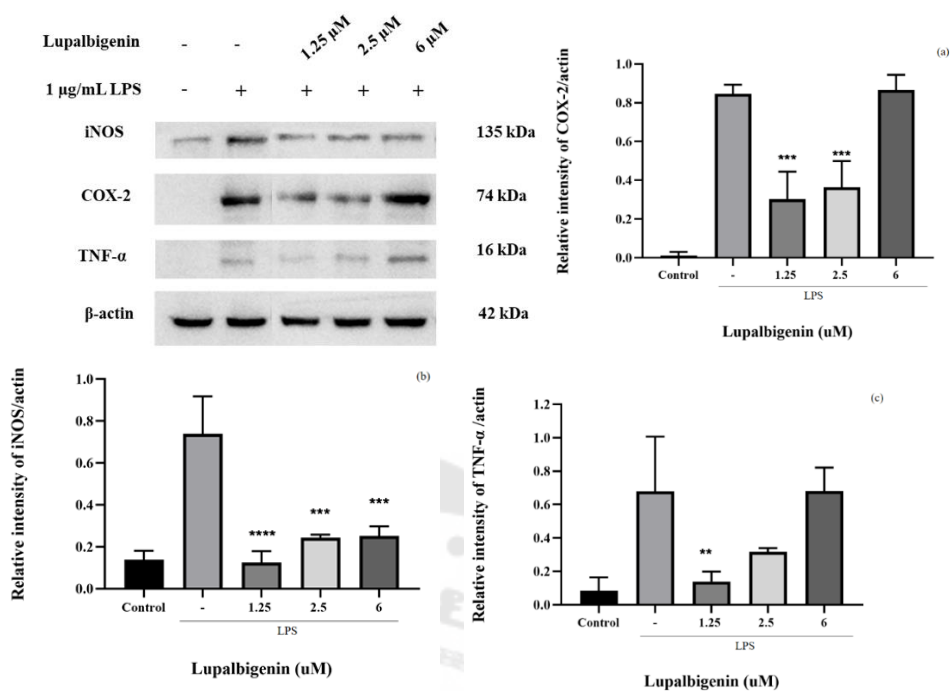 Lupalbigenin - - 1.25 µM 2.5 µM 6 µM
1 µg/mL LPS - + + + +
iNOS 135 kDa
COX-2 74 kDa
TNF-α 16 kDa
β-actin 42 kDa
(a)
Relative intensity of COX-2/actin
1.0
0.8
0.6
0.4
0.2
0.0
Control - 1.25 2.5 6
*** ***
LPS
Lupalbigenin (uM)
(b)
Relative intensity of iNOS/actin
1.0
0.8
0.6
0.4
0.2
0.0
Control - 1.25 2.5 6
**** *** ***
LPS
Lupalbigenin (uM)
(c)
Relative intensity of TNF-α /actin
1.2
1.0
0.8
0.6
0.4
0.2
0.0
Control - 1.25 2.5 6
**
LPS
Lupalbigenin (uM)